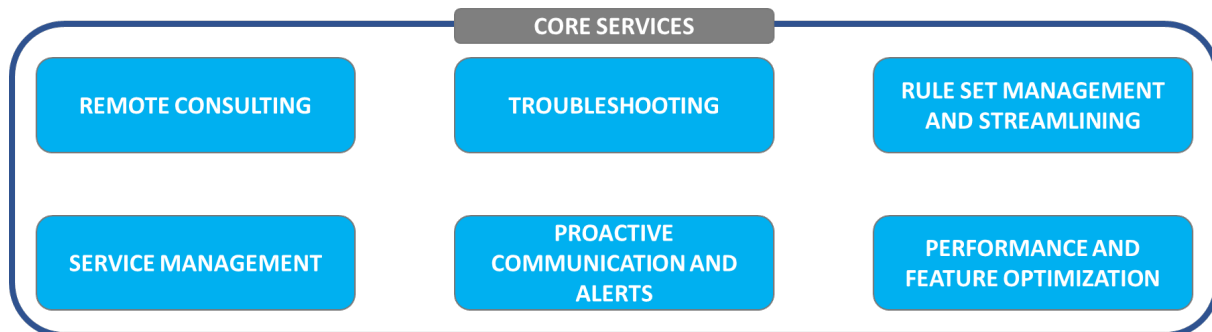 CORE SERVICES
REMOTE CONSULTING
TROUBLESHOOTING
RULE SET MANAGEMENT
AND STREAMLINING
SERVICE MANAGEMENT
PROACTIVE
COMMUNICATION AND
ALERTS
PERFORMANCE AND
FEATURE OPTIMIZATION